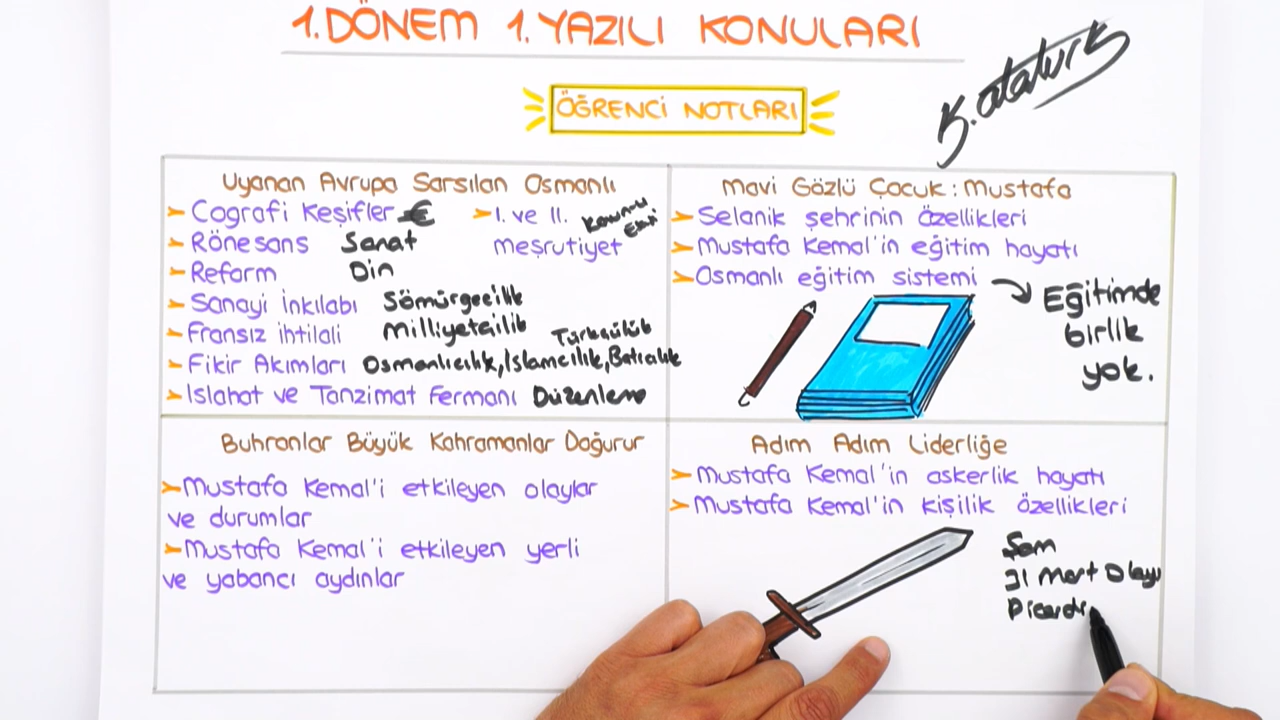 1.DÖNEM 1.YAZILI KONULARI
K.Atatürk
ÖĞRENCİ NOTLARI
Uyanan Avrupa Sarsılan Osmanlı
➤ Cografi Keşifler €
➤ Rönesans Sanat
➤ Reform Din
➤ Sanayi İnkılabı Sömürgecilik
➤ Fransız ihtilali milliyetçilik
➤ Fikir Akımları Osmanlıcılık, İslamcılık, Batıcılık
Türkçülük
➤ Islahat ve Tanzimat Fermanı Düzenleme
➤ I. ve II.
meşrutiyet
Mavi Gözlü Çocuk: Mustafa
➤ Selanik şehrinin özellikleri
➤ Mustafa Kemal'in eğitim hayatı
➤ Osmanlı eğitim sistemi
Eğitimde
birlik
yok.
Buhranlar Büyük Kahramanlar Doğurur
➤ Mustafa Kemal'i etkileyen olaylar
ve durumlar
➤ Mustafa Kemal'i etkileyen yerli
ve yabancı aydınlar
Adım Adım Liderliğe
➤ Mustafa Kemal'in askerlik hayatı
➤ Mustafa Kemal'in kişilik özellikleri
Şam
31 Mart Olayı
Picardi